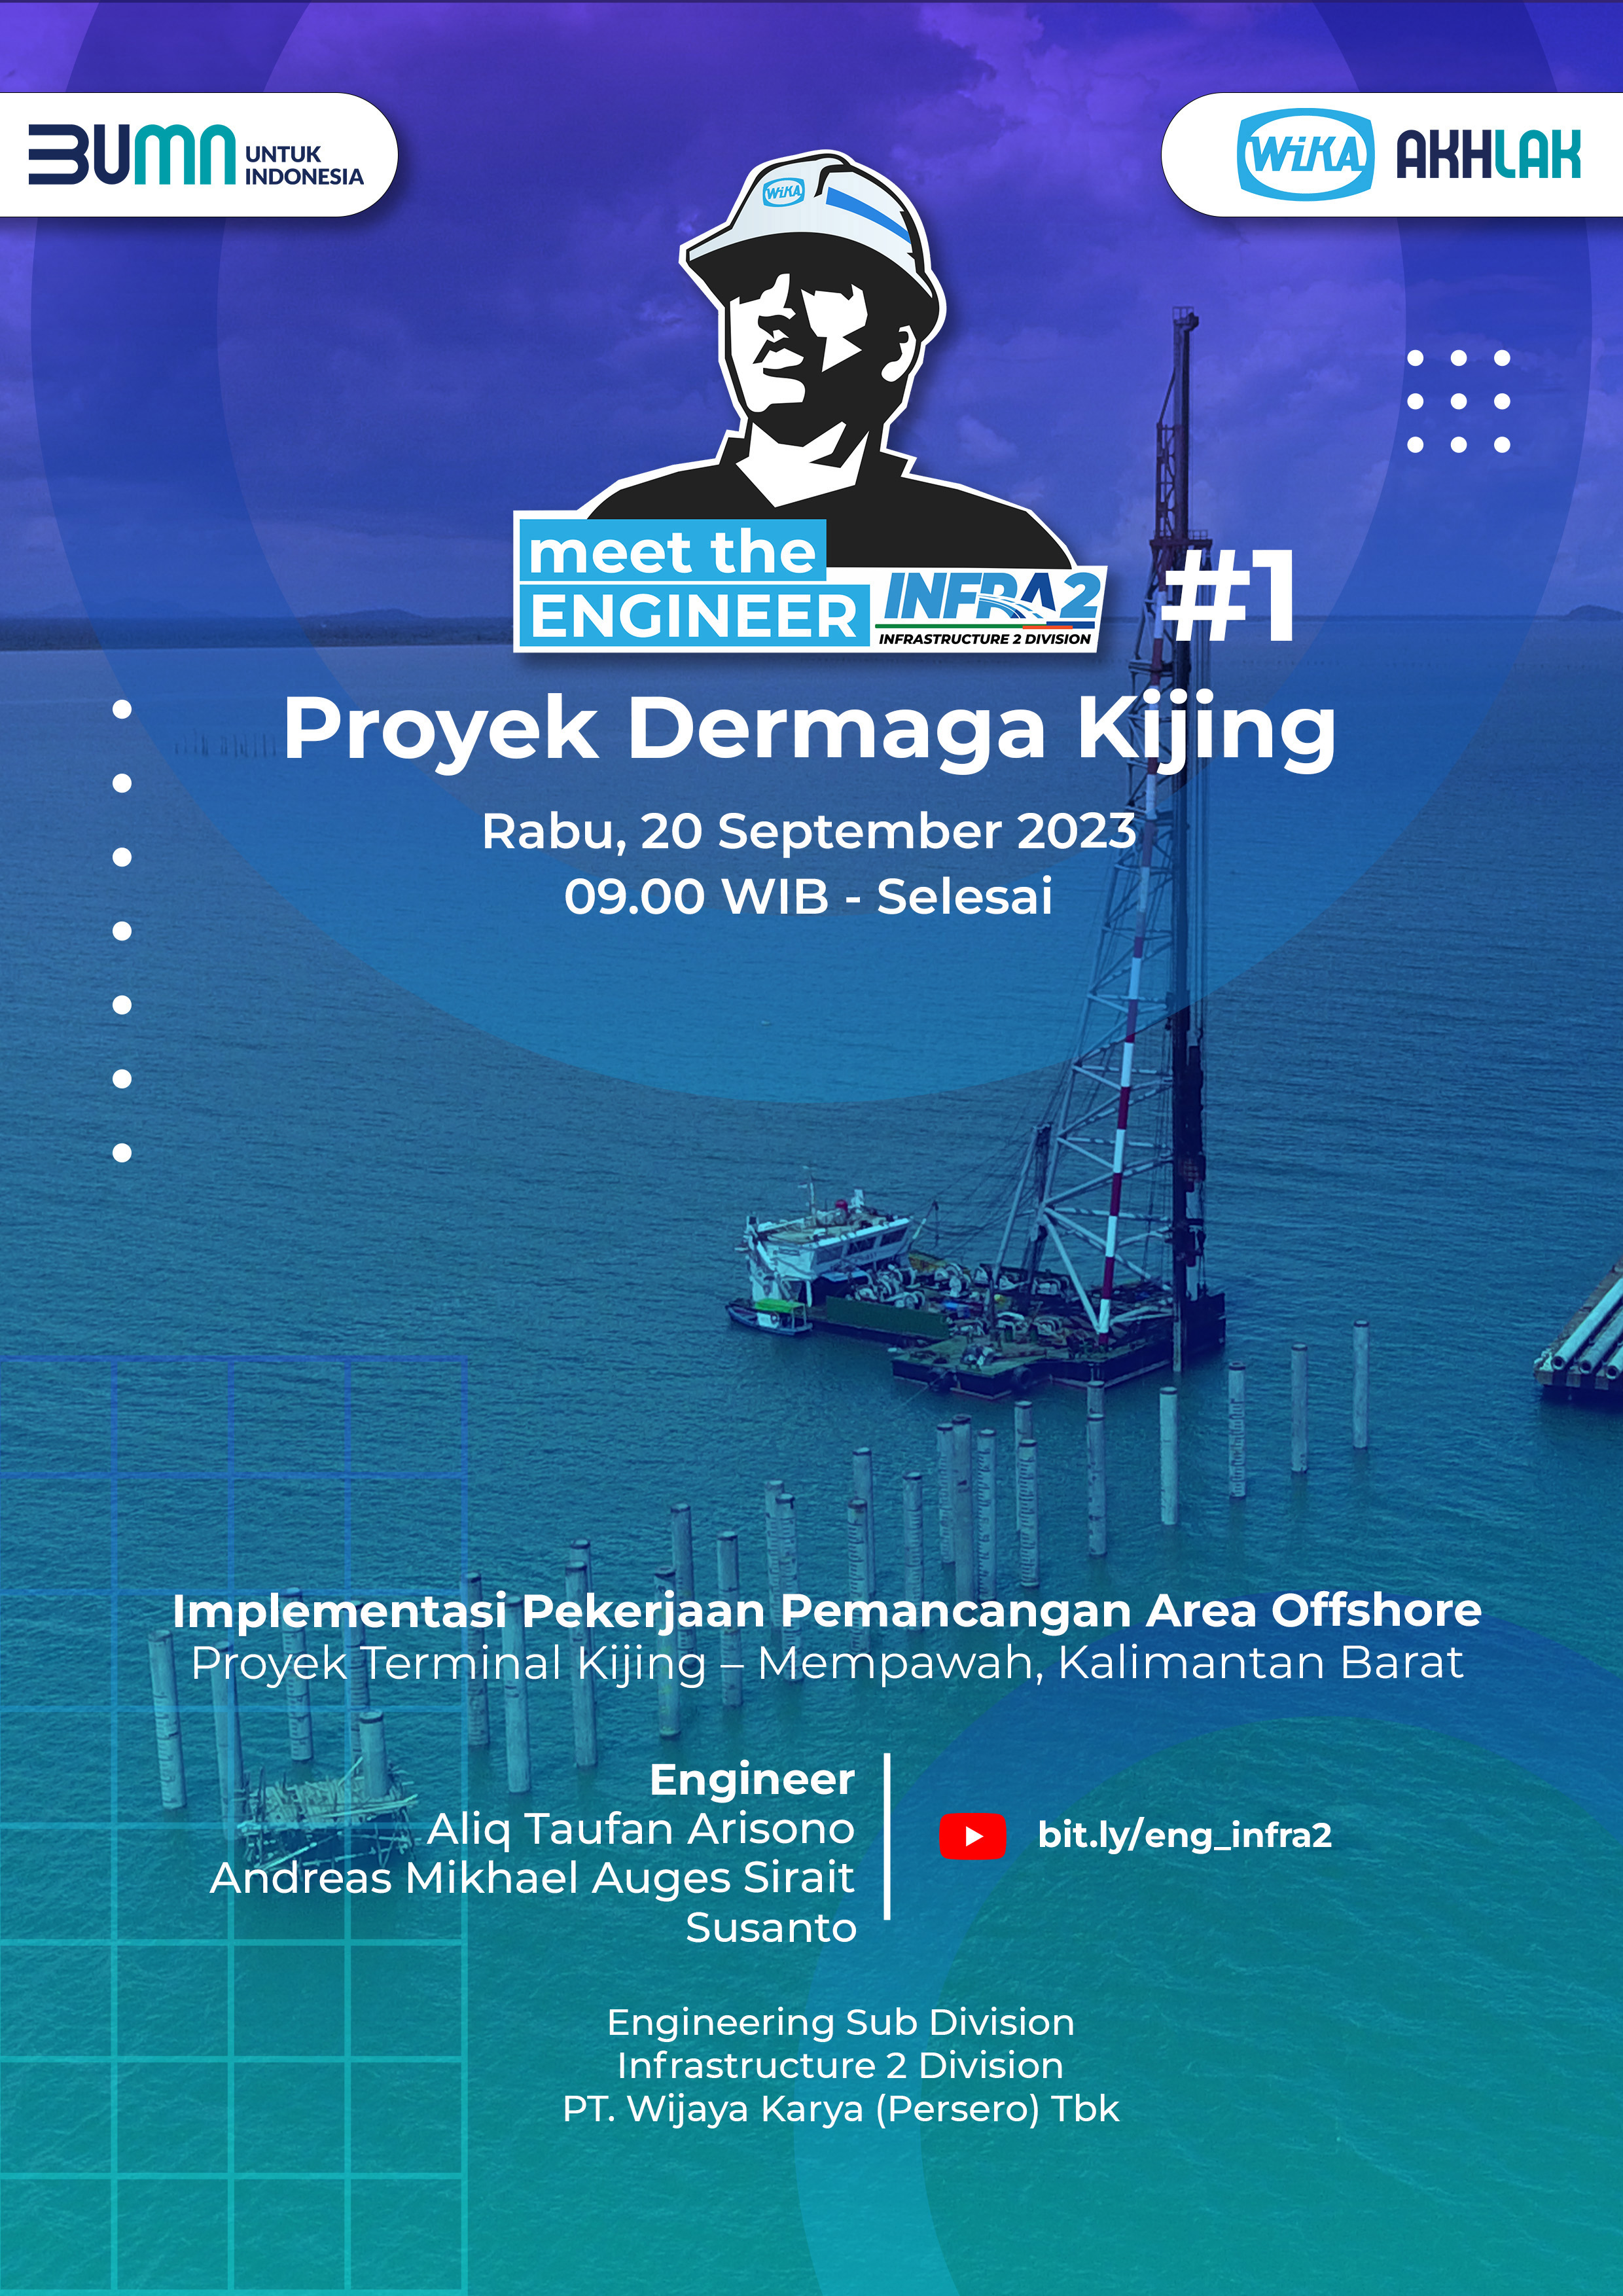 BUMN UNTUK INDONESIA
WiKA AKHLAK
WiKA
meet the
ENGINEER
INFRA2
INFRASTRUCTURE 2 DIVISION
#1
Proyek Dermaga Kijing
Rabu, 20 September 2023
09.00 WIB - Selesai
Implementasi Pekerjaan Pemancangan Area Offshore
Proyek Terminal Kijing – Mempawah, Kalimantan Barat
Engineer
Aliq Taufan Arisono
Andreas Mikhael Auges Sirait
Susanto
bit.ly/eng_infra2
Engineering Sub Division
Infrastructure 2 Division
PT. Wijaya Karya (Persero) Tbk